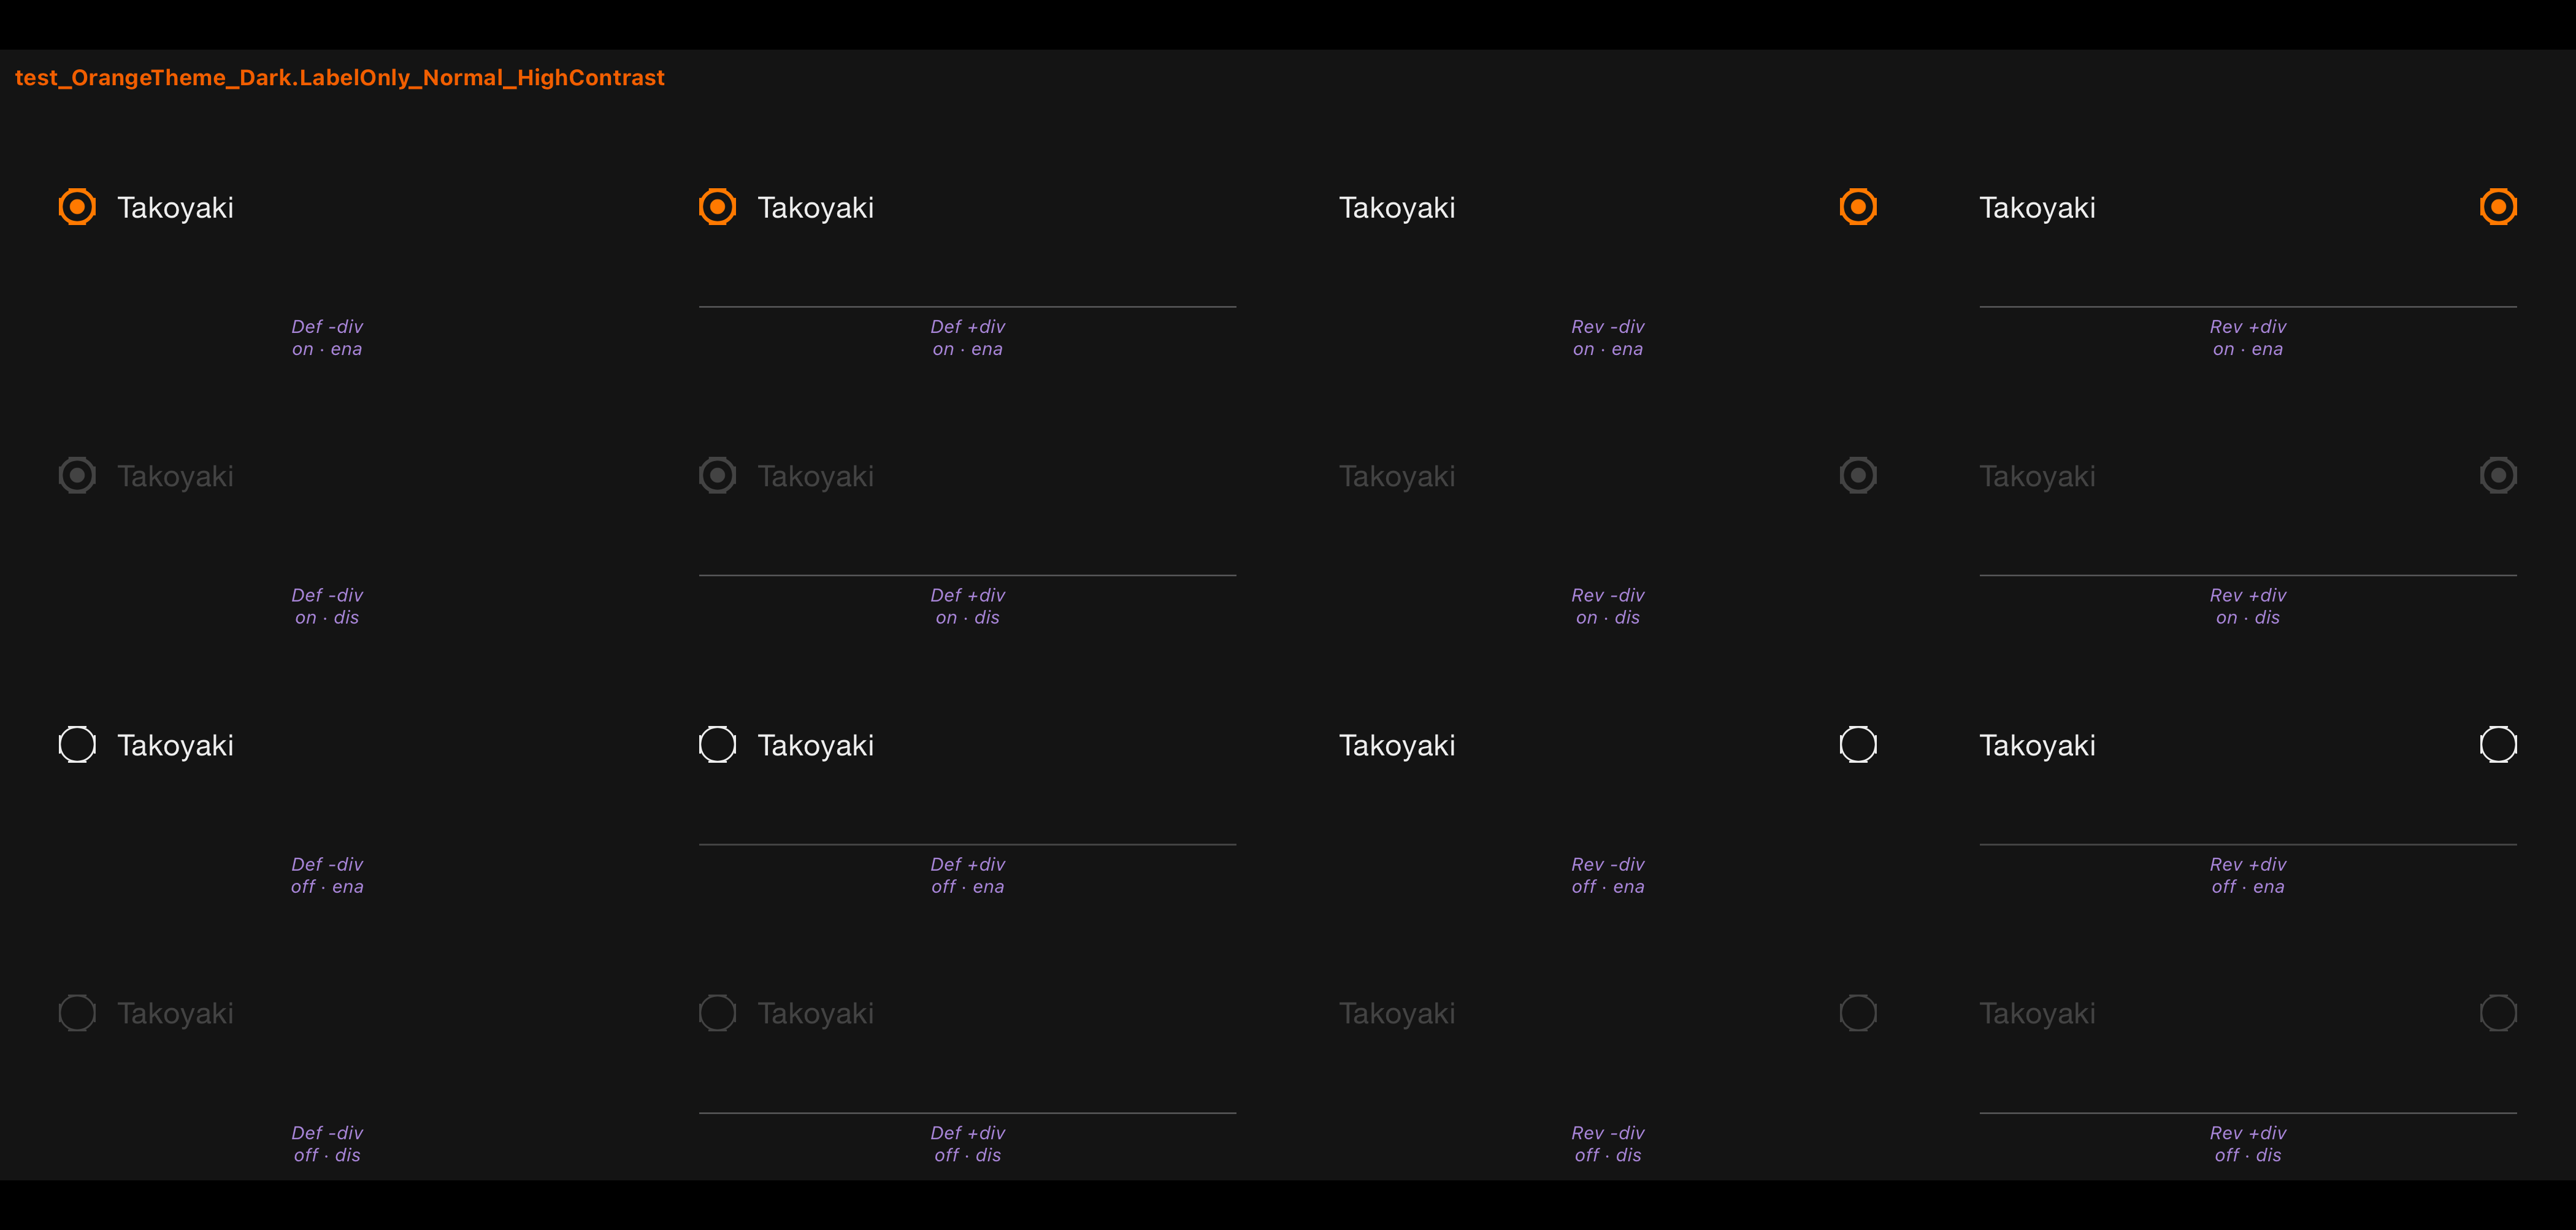 test_OrangeTheme_Dark.LabelOnly_Normal_HighContrast
Takoyaki
Takoyaki
Takoyaki
Takoyaki
Def -div
on · ena
Def +div
on · ena
Rev -div
on · ena
Rev +div
on · ena
Takoyaki
Takoyaki
Takoyaki
Takoyaki
Def -div
on · dis
Def +div
on · dis
Rev -div
on · dis
Rev +div
on · dis
Takoyaki
Takoyaki
Takoyaki
Takoyaki
Def -div
off · ena
Def +div
off · ena
Rev -div
off · ena
Rev +div
off · ena
Takoyaki
Takoyaki
Takoyaki
Takoyaki
Def -div
off · dis
Def +div
off · dis
Rev -div
off · dis
Rev +div
off · dis